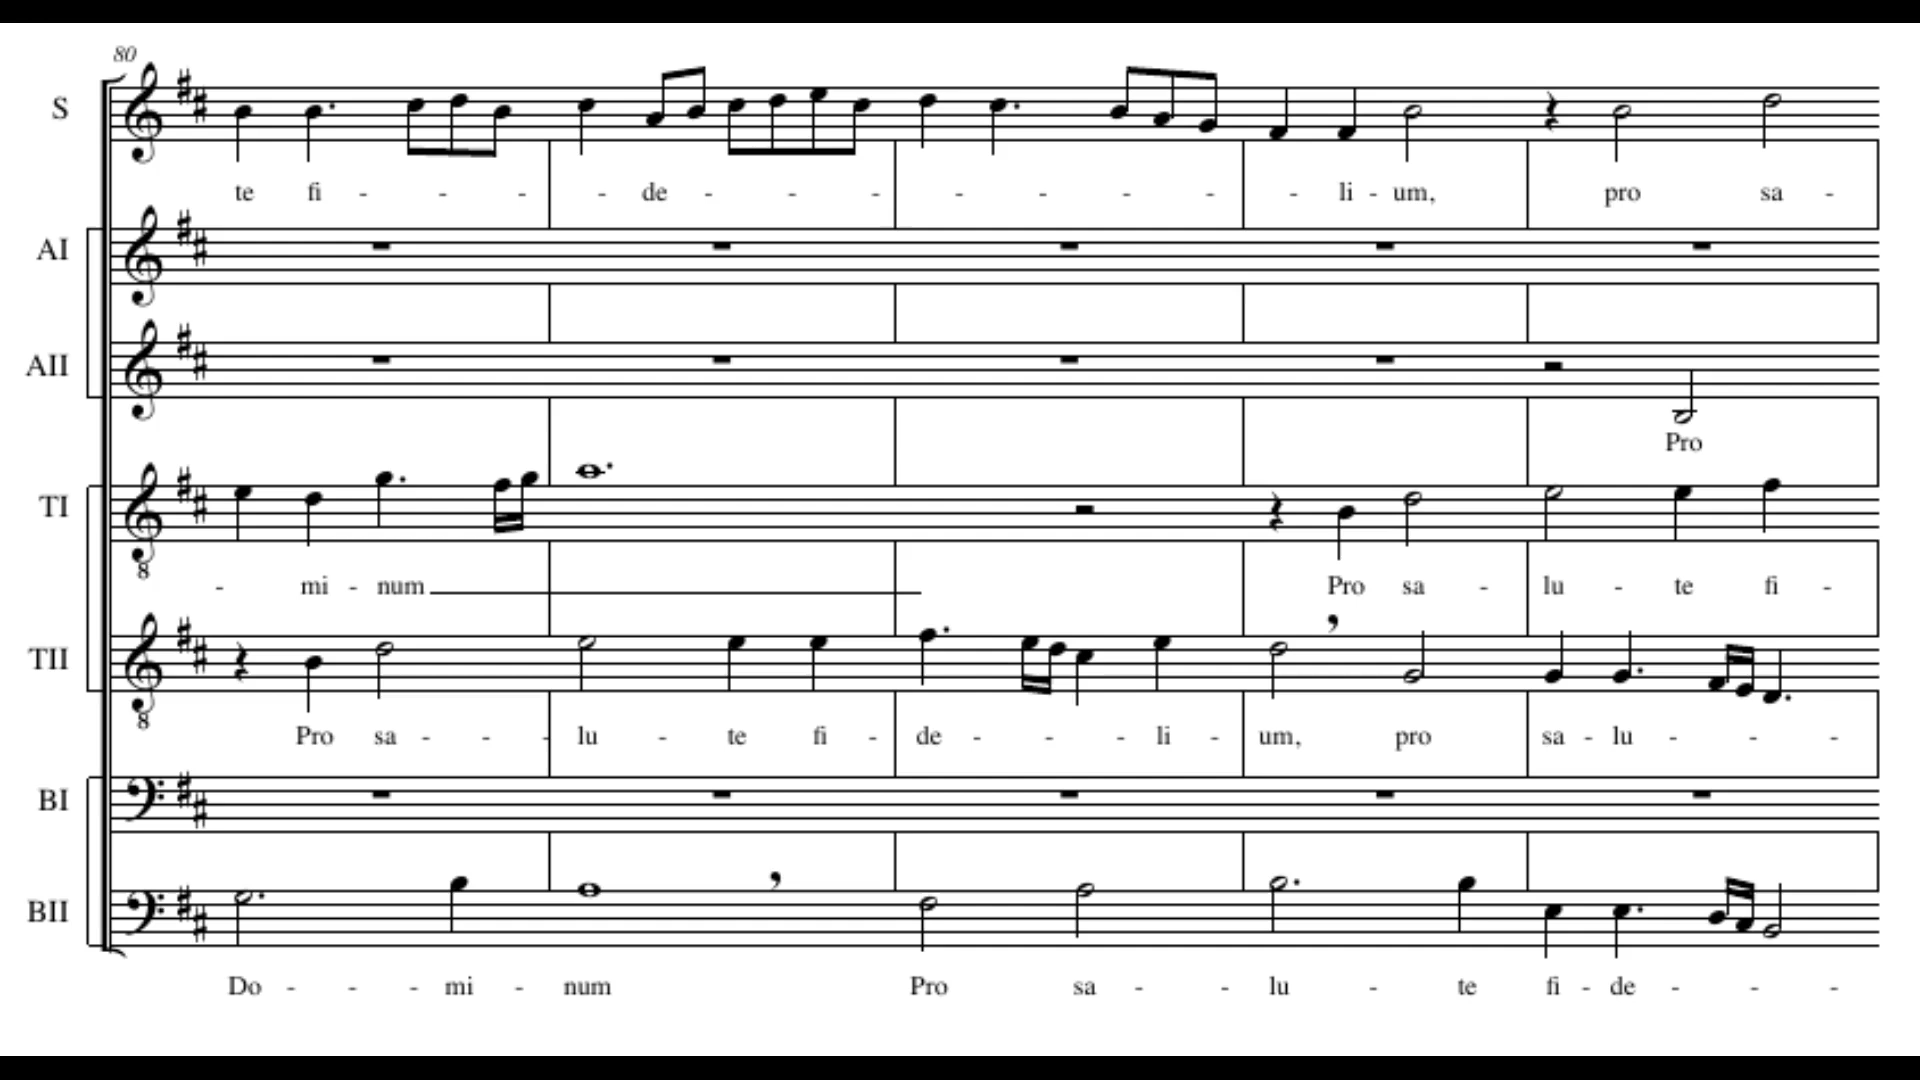 80
S
te fi - - - - de - - - - - - - - li - um, pro sa -
AI
AII
Pro
TI
8
- mi - num Pro sa - lu - te fi -
TII
8
Pro sa - - - lu - te fi - de - - - li - um, pro sa - lu - - -
BI
BII
Do - - - mi - num Pro sa - - lu - te fi - de - - -